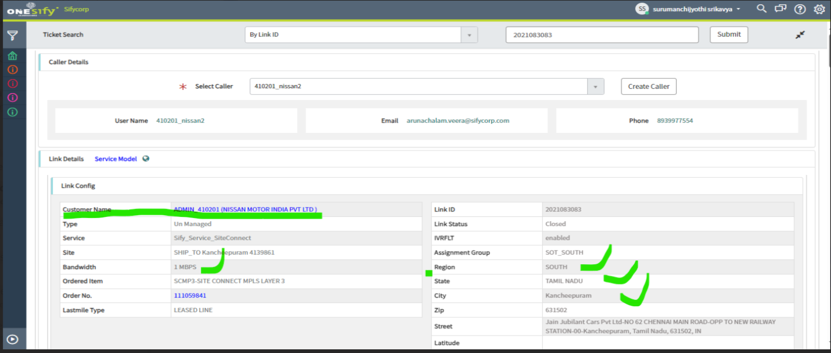 ONESIFY Sifycorp
SS surumanchijyothi srikavya
Ticket Search By Link ID 2021083083 Submit
Caller Details
* Select Caller 410201_nissan2 Create Caller
User Name 410201_nissan2 Email arunachalam.veera@sifycorp.com Phone 8939977554
Link Details Service Model
Link Config
Customer Name ADMIN_410201 (NISSAN MOTOR INDIA PVT LTD ) Link ID 2021083083
Type Un Managed Link Status Closed
Service Sify_Service_SiteConnect IVRFLT enabled
Site SHIP_TO Kancheepuram 4139861 Assignment Group SOT_SOUTH
Bandwidth 1 MBPS Region SOUTH
Ordered Item SCMP3-SITE CONNECT MPLS LAYER 3 State TAMIL NADU
Order No. 111059841 City Kancheepuram
Lastmile Type LEASED LINE Zip 631502
Street Jain Jubilant Cars Pvt Ltd-NO 62 CHENNAI MAIN ROAD-OPP TO NEW RAILWAY
STATION-00-Kancheepuram, Tamil Nadu, 631502, IN
Latitude